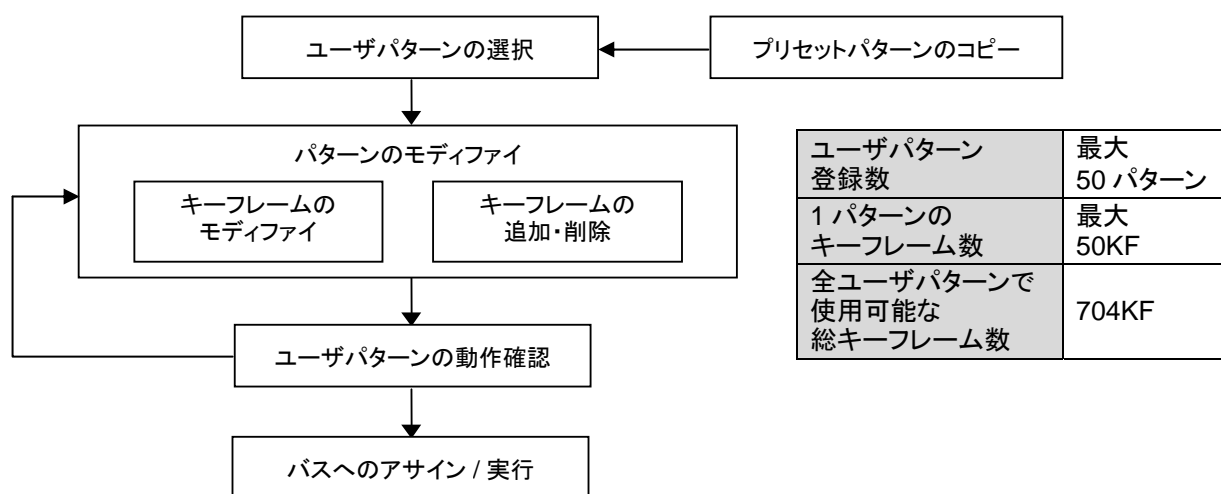 ユーザパターンの選択
プリセットパターンのコピー
パターンのモディファイ
キーフレームの
モディファイ
キーフレームの
追加・削除
ユーザパターンの動作確認
バスへのアサイン / 実行
ユーザパターン
登録数
最大
50 パターン
1 パターンの
キーフレーム数
最大
50KF
全ユーザパターンで
使用可能な
総キーフレーム数
704KF